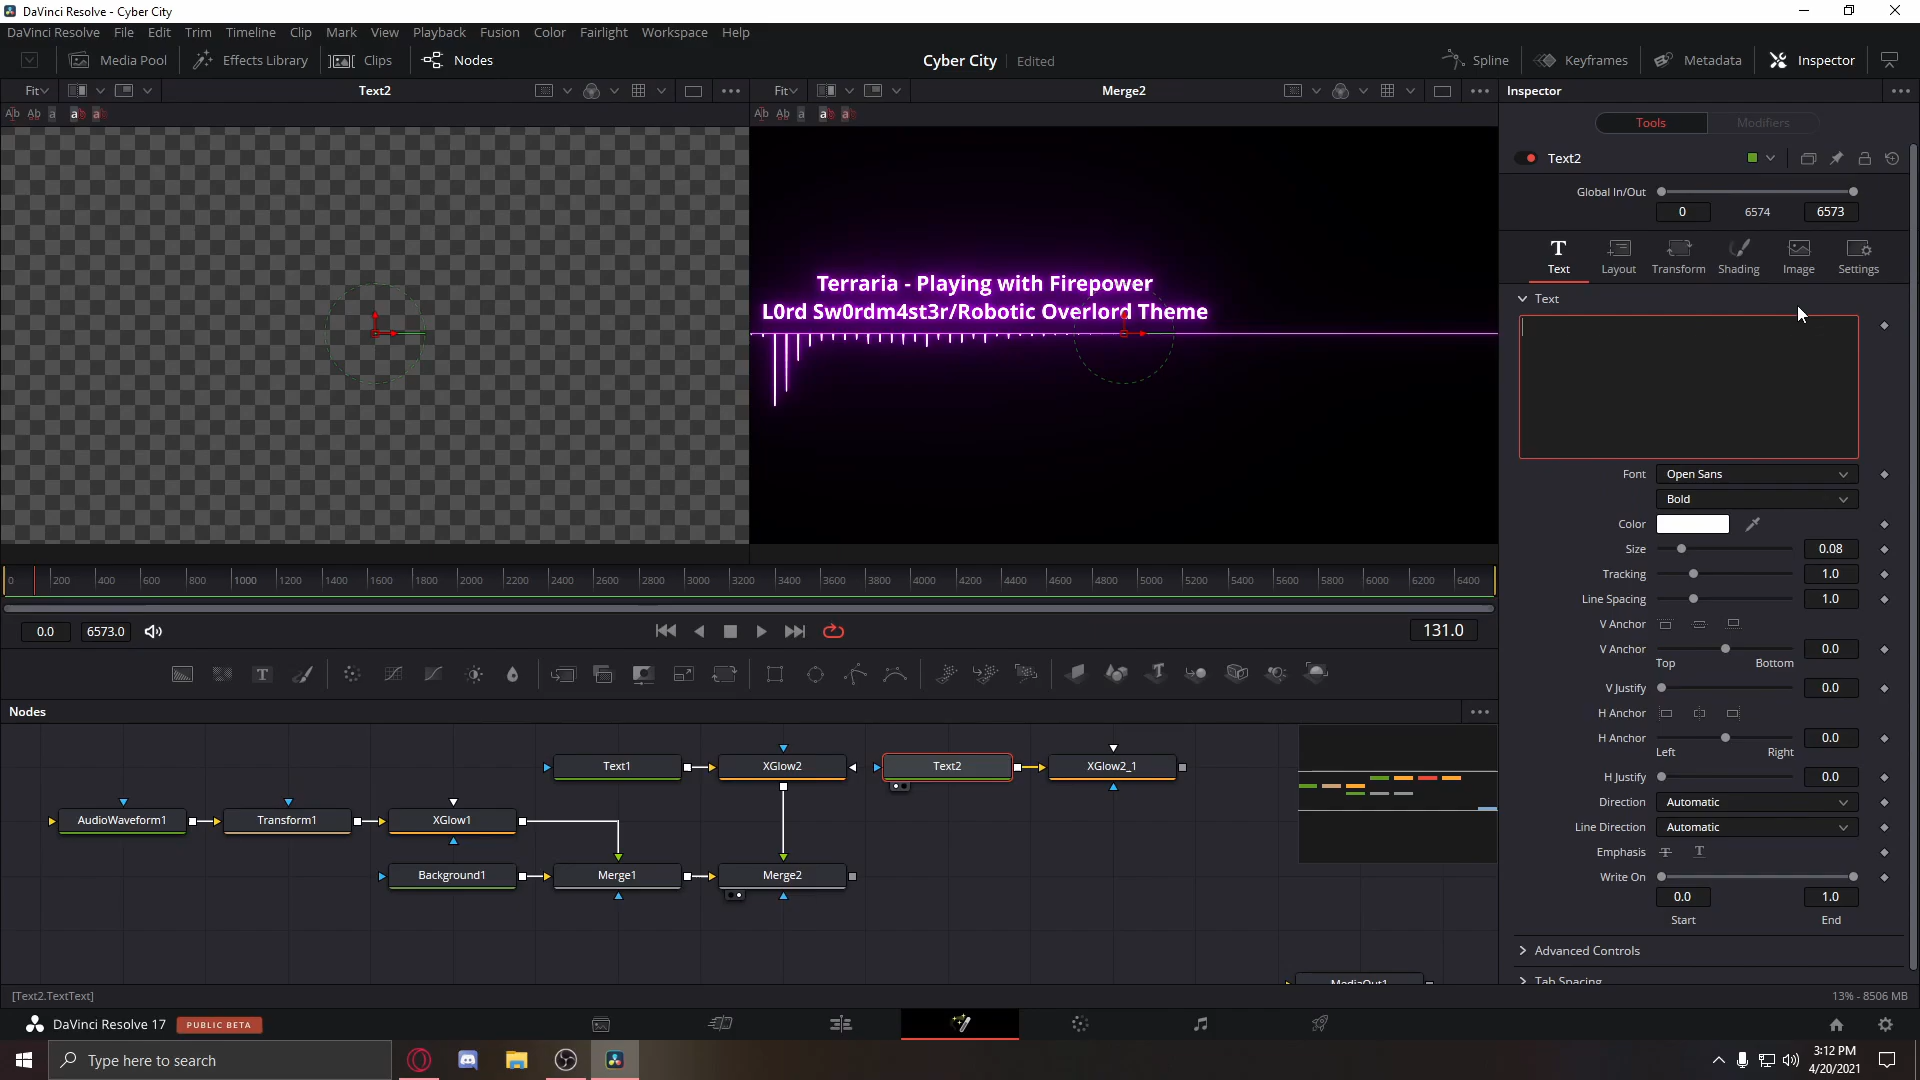 DaVinci Resolve - Cyber City
DaVinci Resolve File Edit Trim Timeline Clip Mark View Playback Fusion Color Fairlight Workspace Help
Media Pool Effects Library Clips Nodes Cyber City Edited Spline Keyframes Metadata Inspector
Fit Text2 Fit Merge2 Inspector
Tools Modifiers
Text2
Global In/Out
0 6574 6573
Text Layout Transform Shading Image Settings
Text
Terraria - Playing with Firepower
L0rd Sw0rdm4st3r/Robotic Overlord Theme
Font Open Sans
Bold
Color
Size 0.08
Tracking 1.0
Line Spacing 1.0
V Anchor
V Anchor 0.0
Top Bottom
V Justify 0.0
H Anchor
H Anchor 0.0
Left Right
H Justify 0.0
Direction Automatic
Line Direction Automatic
Emphasis
Write On
0.0 1.0
Start End
Advanced Controls
Tab Spacing
0 200 400 600 800 1000 1200 1400 1600 1800 2000 2200 2400 2600 2800 3000 3200 3400 3600 3800 4000 4200 4400 4600 4800 5000 5200 5400 5600 5800 6000 6200 6400
0.0 6573.0 131.0
Nodes
Text1 XGlow2 Text2 XGlow2_1
AudioWaveform1 Transform1 XGlow1
Background1 Merge1 Merge2
MediaOut1
[Text2.TextText] 13% - 8506 MB
DaVinci Resolve 17 PUBLIC BETA
Type here to search
3:12 PM
4/20/2021